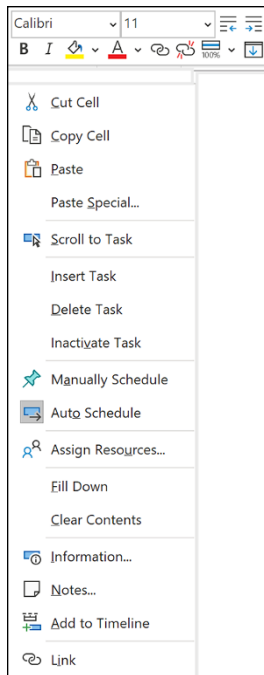 Calibri 11
B I A 100%
Cut Cell
Copy Cell
Paste
Paste Special...
Scroll to Task
Insert Task
Delete Task
Inactivate Task
Manually Schedule
Auto Schedule
Assign Resources...
Fill Down
Clear Contents
Information...
Notes...
Add to Timeline
Link